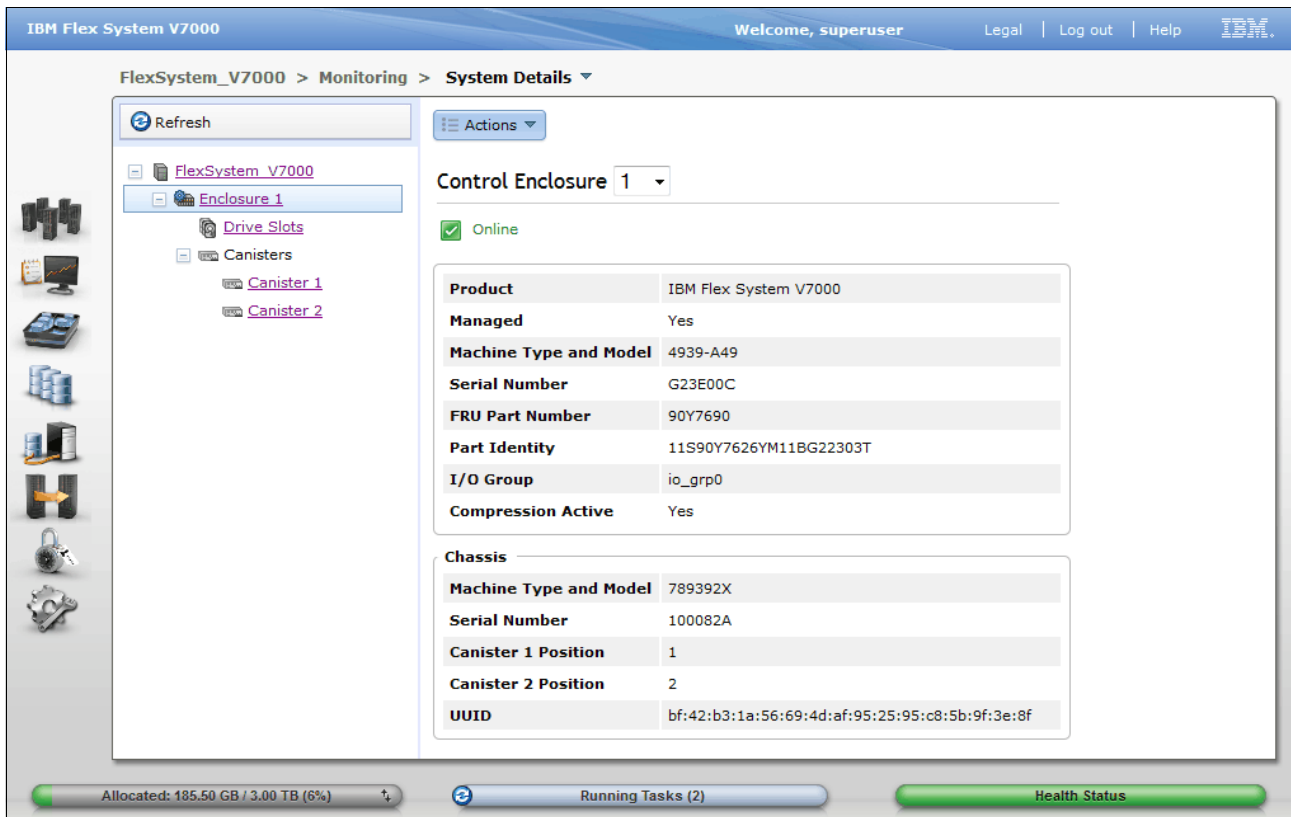 IBM Flex System V7000
Welcome, superuser
Legal | Log out | Help
IBM.
FlexSystem_V7000 > Monitoring > System Details
Refresh
Actions
FlexSystem_V7000
Enclosure 1
Drive Slots
Canisters
Canister 1
Canister 2
Control Enclosure 1
Online
Product IBM Flex System V7000
Managed Yes
Machine Type and Model 4939-A49
Serial Number G23E00C
FRU Part Number 90Y7690
Part Identity 11S90Y7626YM11BG22303T
I/O Group io_grp0
Compression Active Yes
Chassis
Machine Type and Model 789392X
Serial Number 100082A
Canister 1 Position 1
Canister 2 Position 2
UUID bf:42:b3:1a:56:69:4d:af:95:25:95:c8:5b:9f:3e:8f
Allocated: 185.50 GB / 3.00 TB (6%)
Running Tasks (2)
Health Status